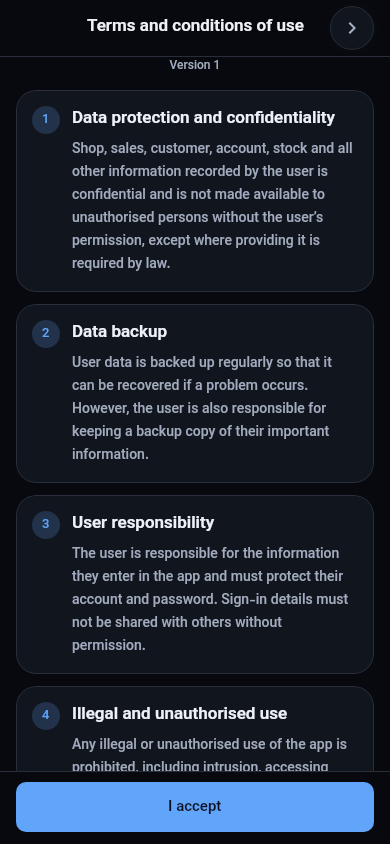 Terms and conditions of use
Version 1
1
Data protection and confidentiality
Shop, sales, customer, account, stock and all
other information recorded by the user is
confidential and is not made available to
unauthorised persons without the user's
permission, except where providing it is
required by law.
2
Data backup
User data is backed up regularly so that it
can be recovered if a problem occurs.
However, the user is also responsible for
keeping a backup copy of their important
information.
3
User responsibility
The user is responsible for the information
they enter in the app and must protect their
account and password. Sign-in details must
not be shared with others without
permission.
4
Illegal and unauthorised use
Any illegal or unauthorised use of the app is
prohibited, including intrusion, accessing
I accept